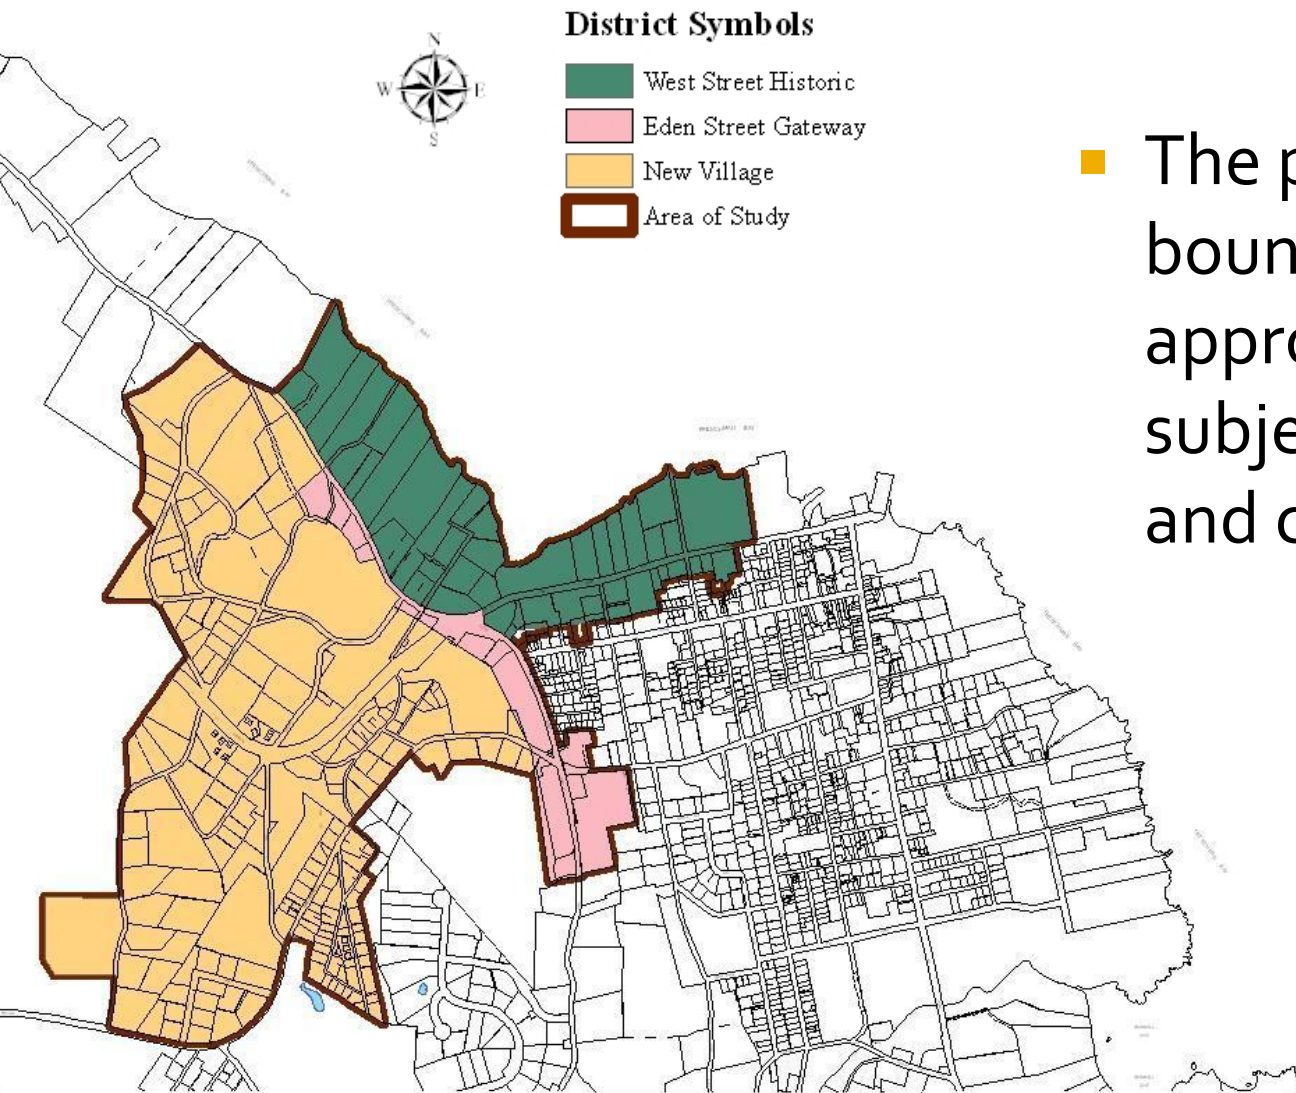 District Symbols
N
W E
S
West Street Historic
Eden Street Gateway
New Village
Area of Study
The
boun
appro
subje
and